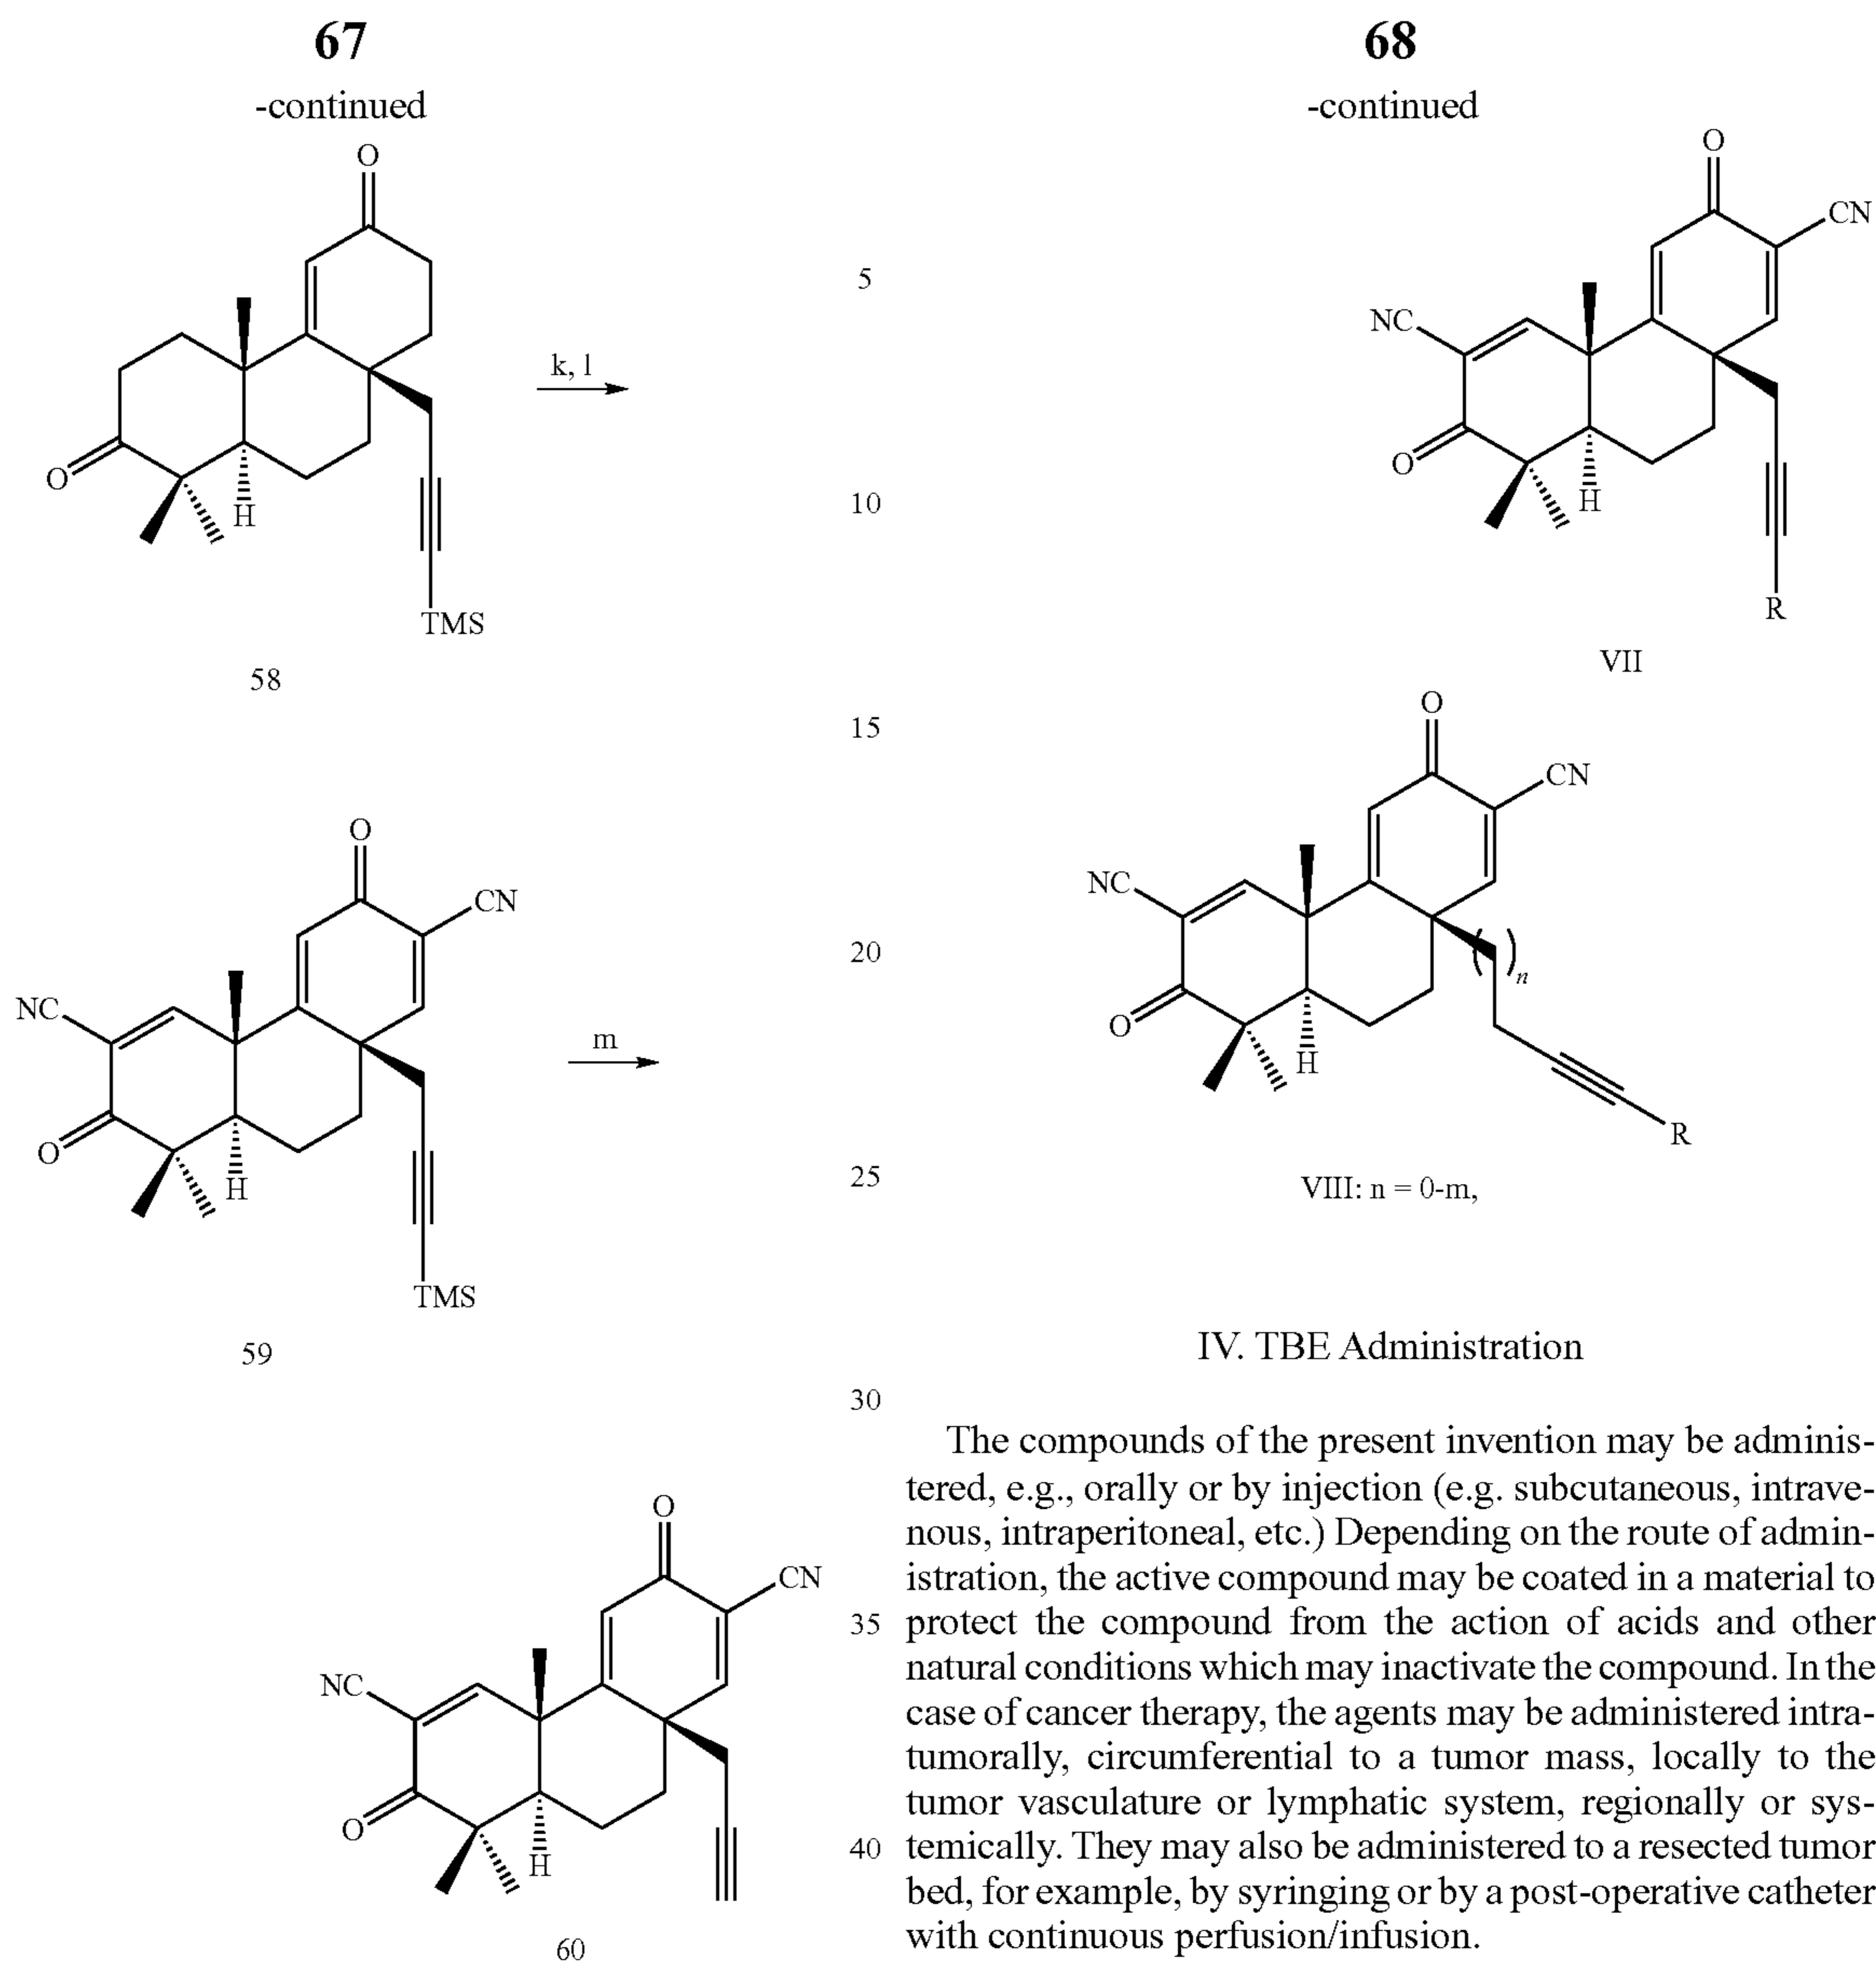 67
-continued
O
O
H
TMS
k, l
58
O
CN
NC
O
H
TMS
m
59
O
CN
NC
O
H
60
5
10
15
20
25
30
35
40
68
-continued
O
CN
NC
O
H
R
VII
O
CN
NC
( )n
O
H
R
VIII: n = 0-m,
IV. TBE Administration
The compounds of the present invention may be adminis-
tered, e.g., orally or by injection (e.g. subcutaneous, intrave-
nous, intraperitoneal, etc.) Depending on the route of admin-
istration, the active compound may be coated in a material to
protect the compound from the action of acids and other
natural conditions which may inactivate the compound. In the
case of cancer therapy, the agents may be administered intra-
tumorally, circumferential to a tumor mass, locally to the
tumor vasculature or lymphatic system, regionally or sys-
temically. They may also be administered to a resected tumor
bed, for example, by syringing or by a post-operative catheter
with continuous perfusion/infusion.